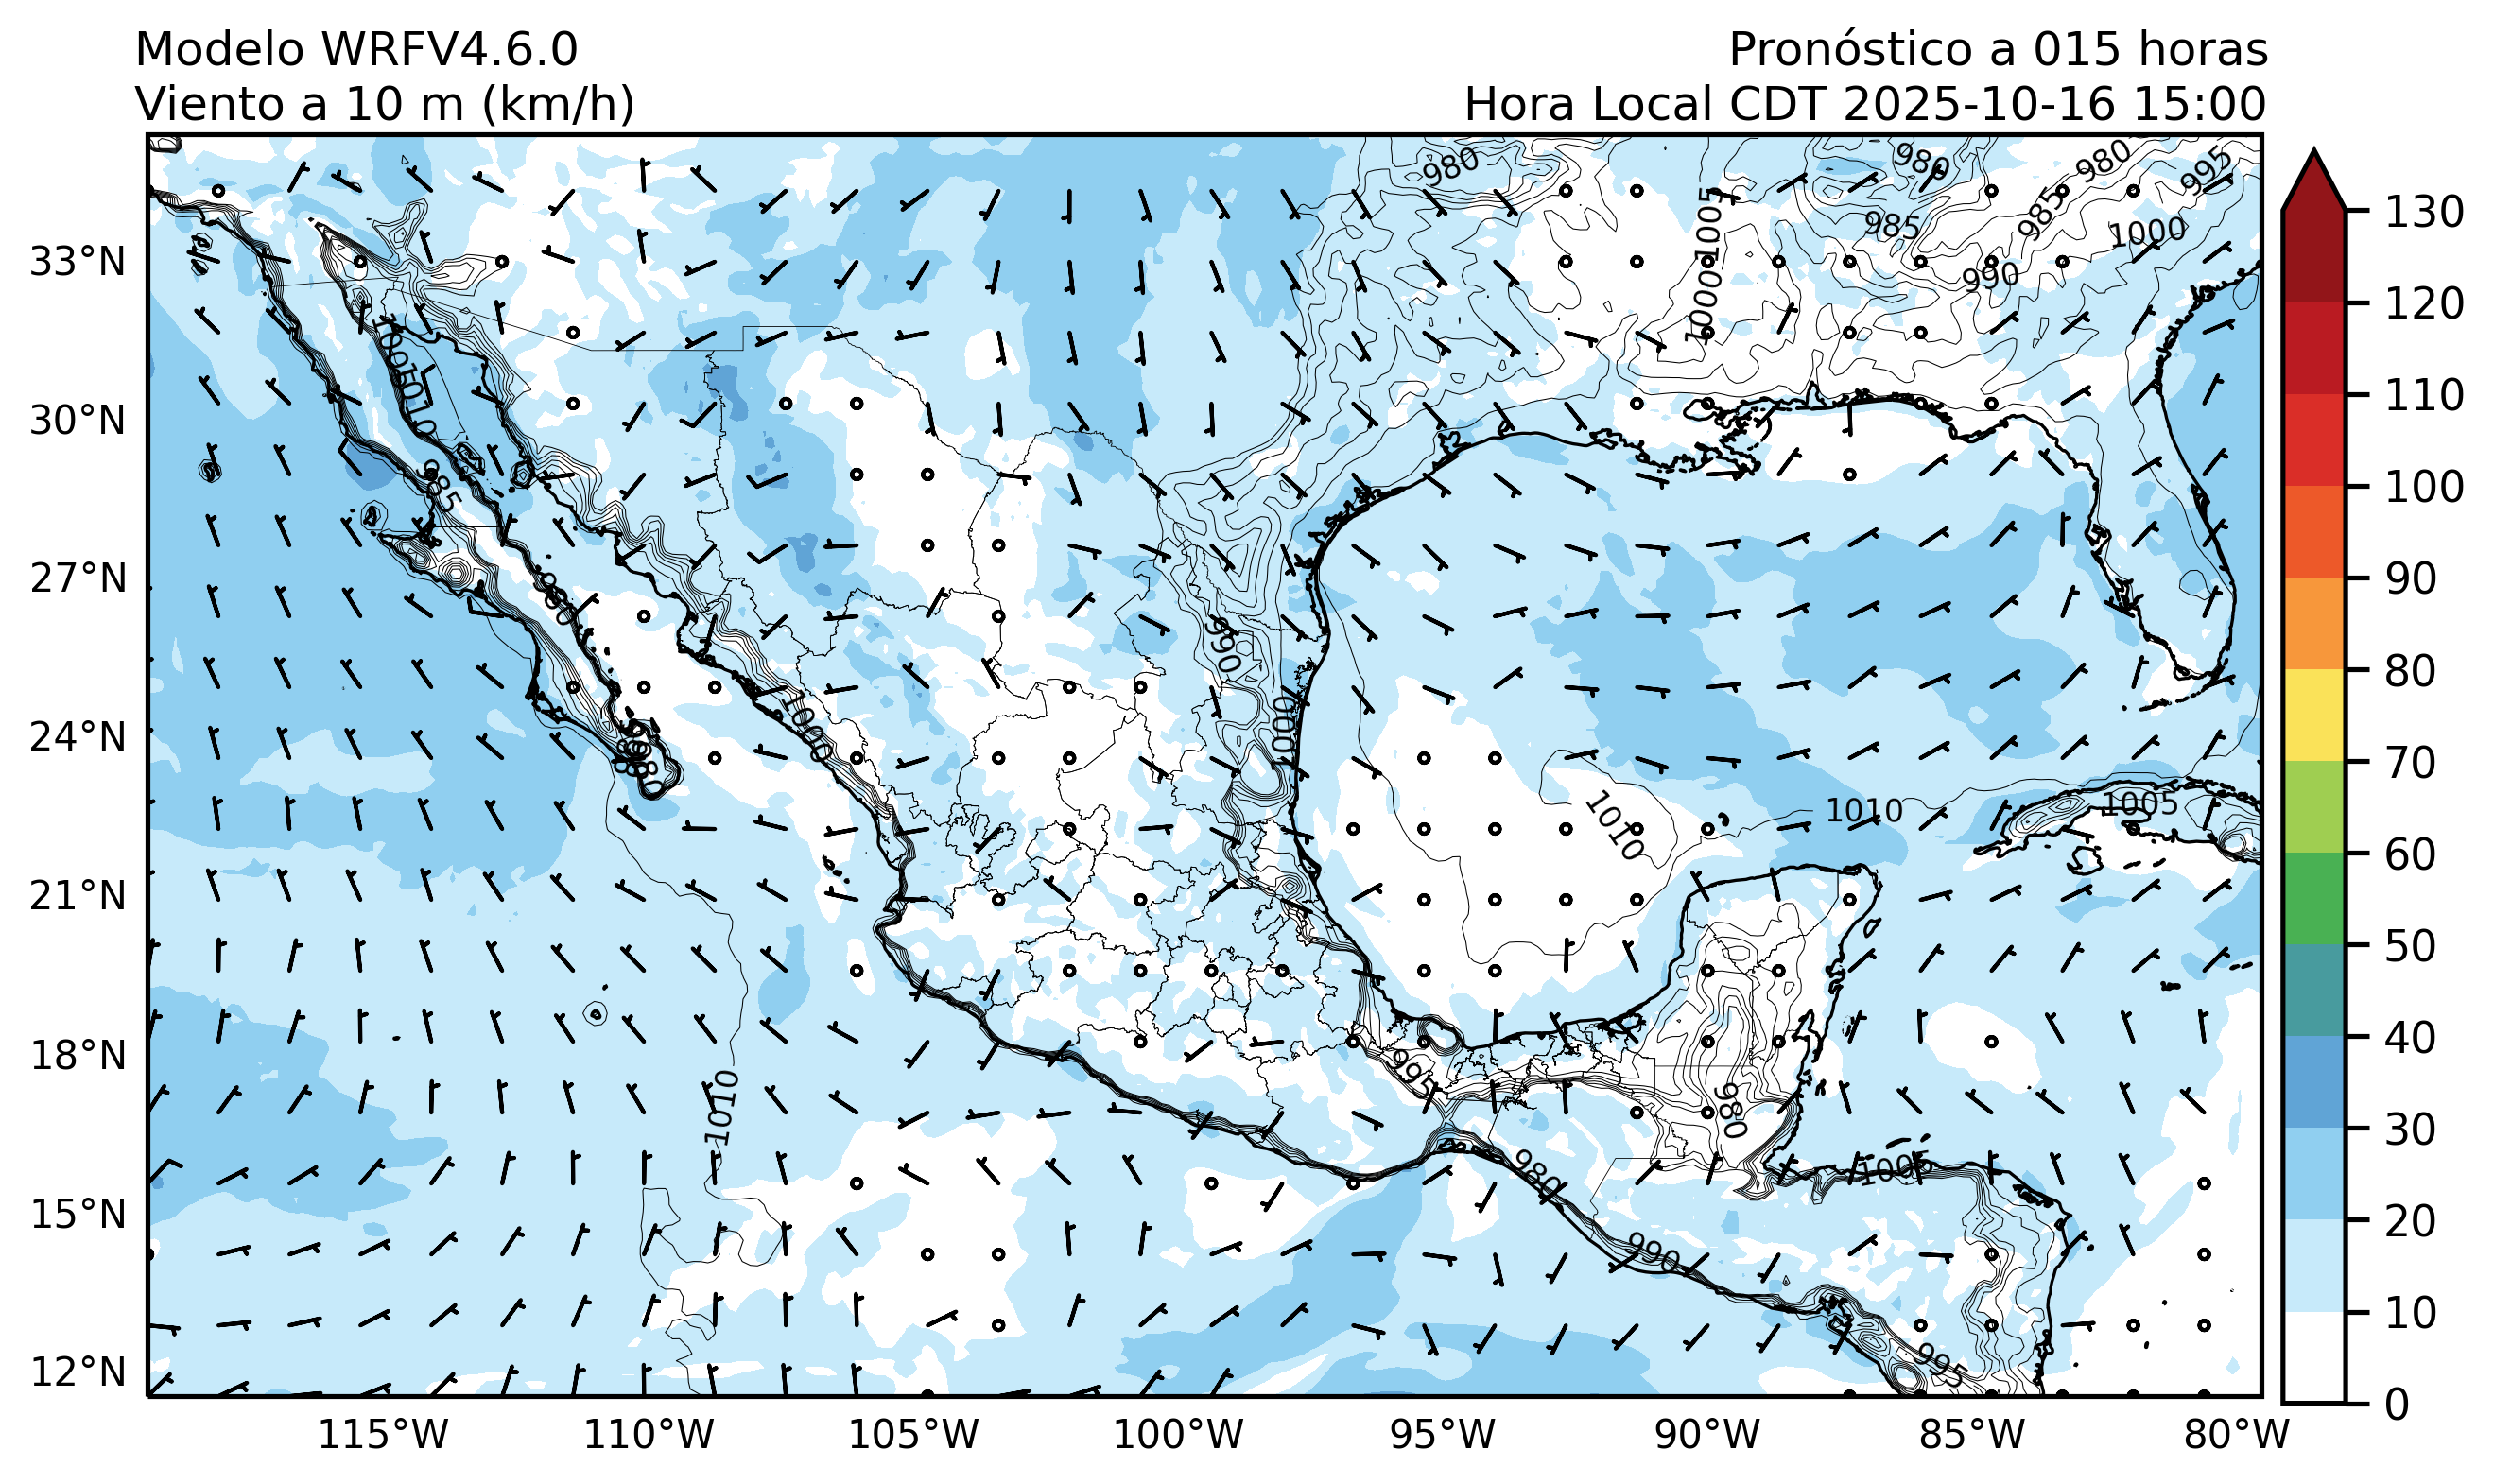 Modelo WRFV4.6.0
Viento a 10 m (km/h)
Pronóstico a 015 horas
Hora Local CDT 2025-10-16 15:00
33°N
30°N
27°N
24°N
21°N
18°N
15°N
12°N
115°W
110°W
105°W
100°W
95°W
90°W
85°W
80°W
130
120
110
100
90
80
70
60
50
40
30
20
10
0
980
980
980
995
985
985
1000
990
1005
1000
1005
1010
985
990
1000
1000
1010
1010
1005
1010
995
980
1005
980
990
995